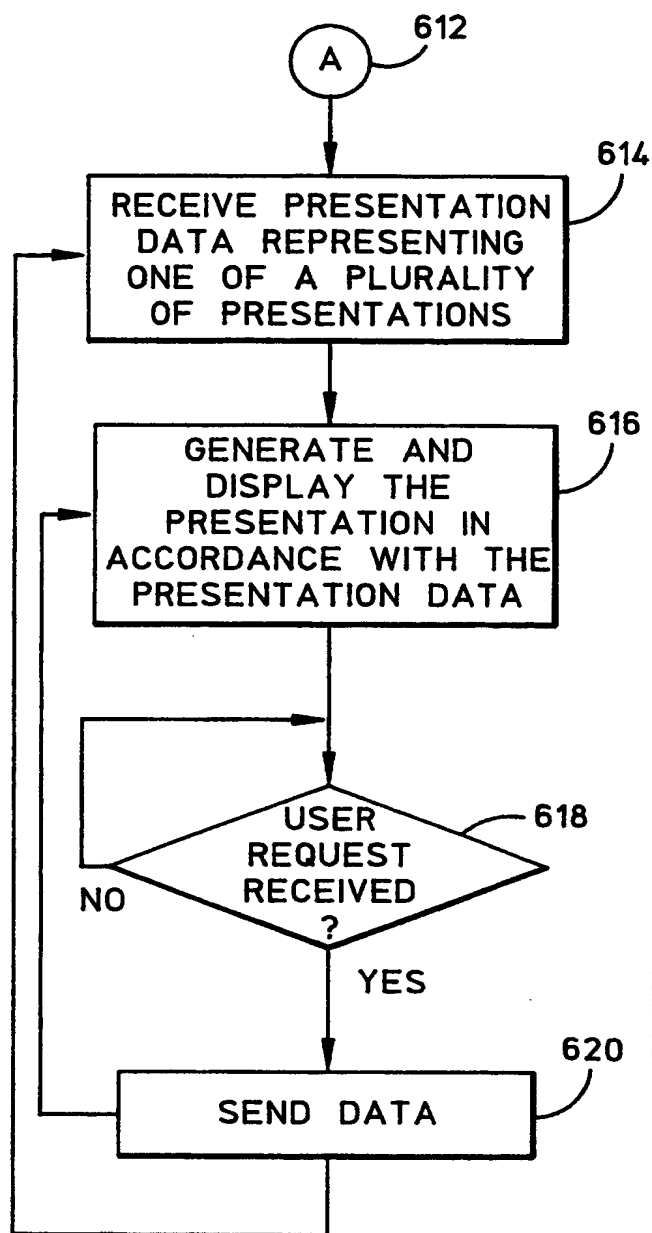 612
A
614
RECEIVE PRESENTATION
DATA REPRESENTING
ONE OF A PLURALITY
OF PRESENTATIONS
616
GENERATE AND
DISPLAY THE
PRESENTATION IN
ACCORDANCE WITH THE
PRESENTATION DATA
618
USER
REQUEST
RECEIVED
?
NO
YES
620
SEND DATA